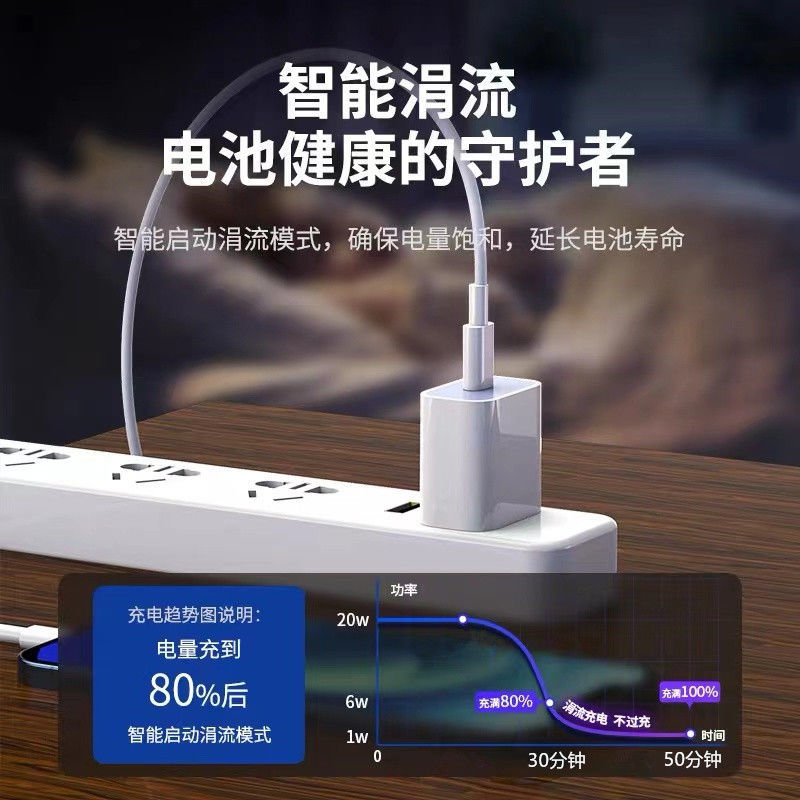 智能涓流
电池健康的守护者
智能启动涓流模式，确保电量饱和，延长电池寿命
充电趋势图说明：
电量充到
80%后
智能启动涓流模式
功率
20w
6w
1w
0
充满80%
涓流充电 不过充
充满100%
时间
30分钟
50分钟